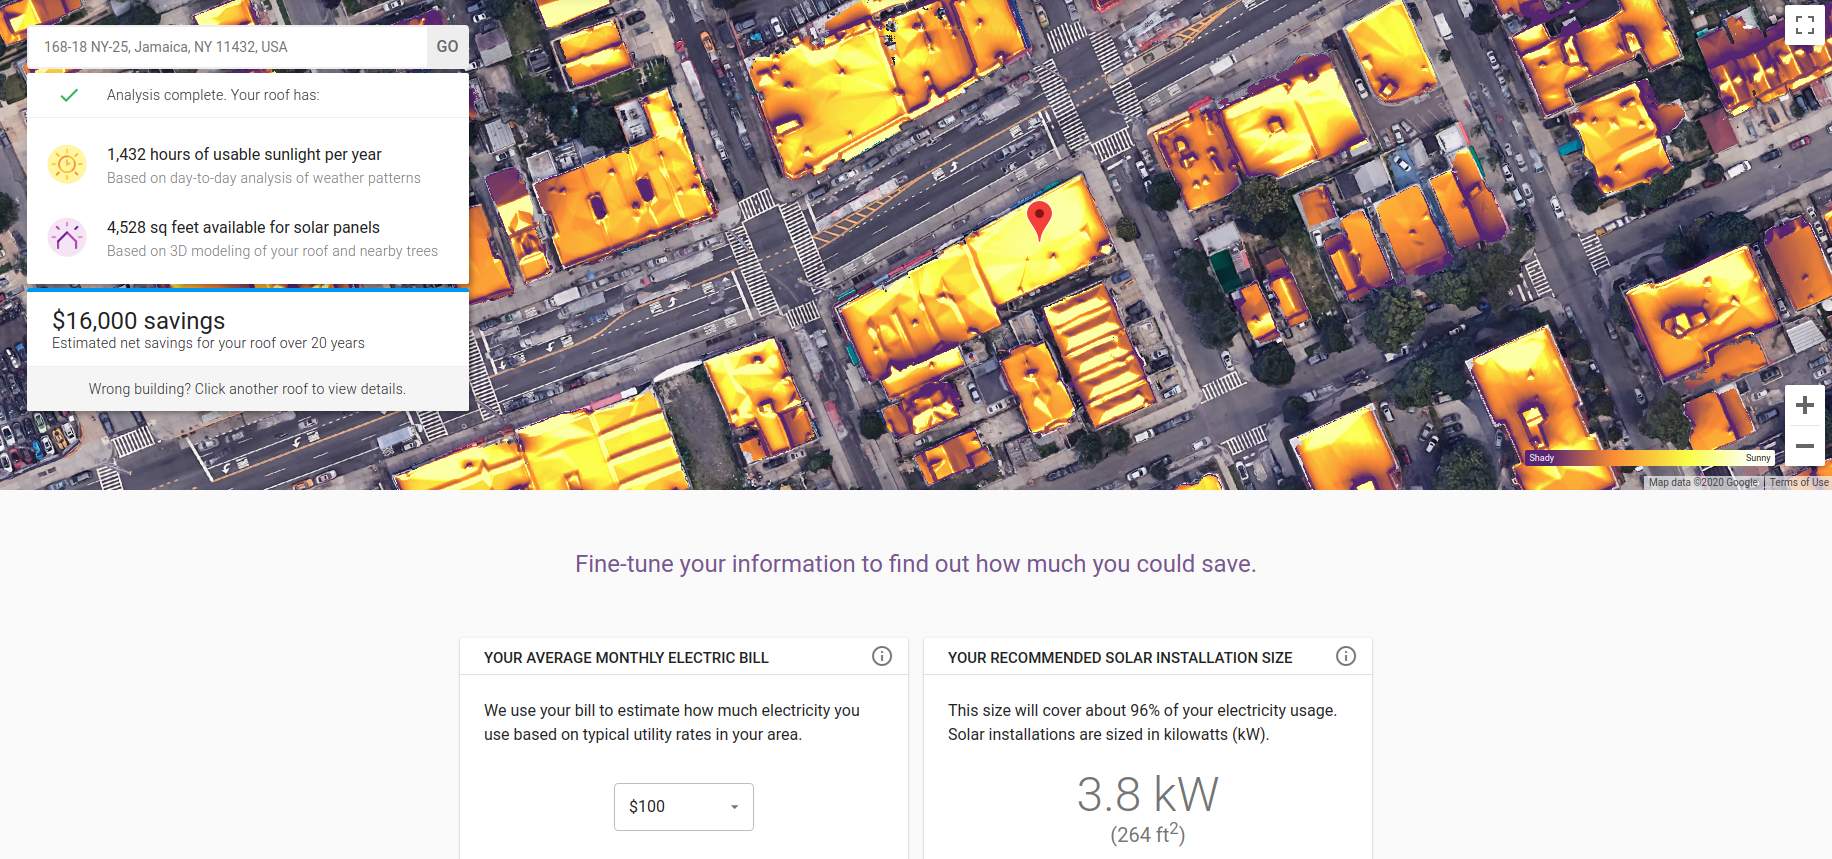 168-18 NY-25, Jamaica, NY 11432, USA
GO
Analysis complete. Your roof has:
1,432 hours of usable sunlight per year
Based on day-to-day analysis of weather patterns
4,528 sq feet available for solar panels
Based on 3D modeling of your roof and nearby trees
$16,000 savings
Estimated net savings for your roof over 20 years
Wrong building? Click another roof to view details.
Shady
Sunny
Map data ©2020 Google
Terms of Use
Fine-tune your information to find out how much you could save.
YOUR AVERAGE MONTHLY ELECTRIC BILL
We use your bill to estimate how much electricity you
use based on typical utility rates in your area.
$100
YOUR RECOMMENDED SOLAR INSTALLATION SIZE
This size will cover about 96% of your electricity usage.
Solar installations are sized in kilowatts (kW).
3.8 kW
(264 ft²)